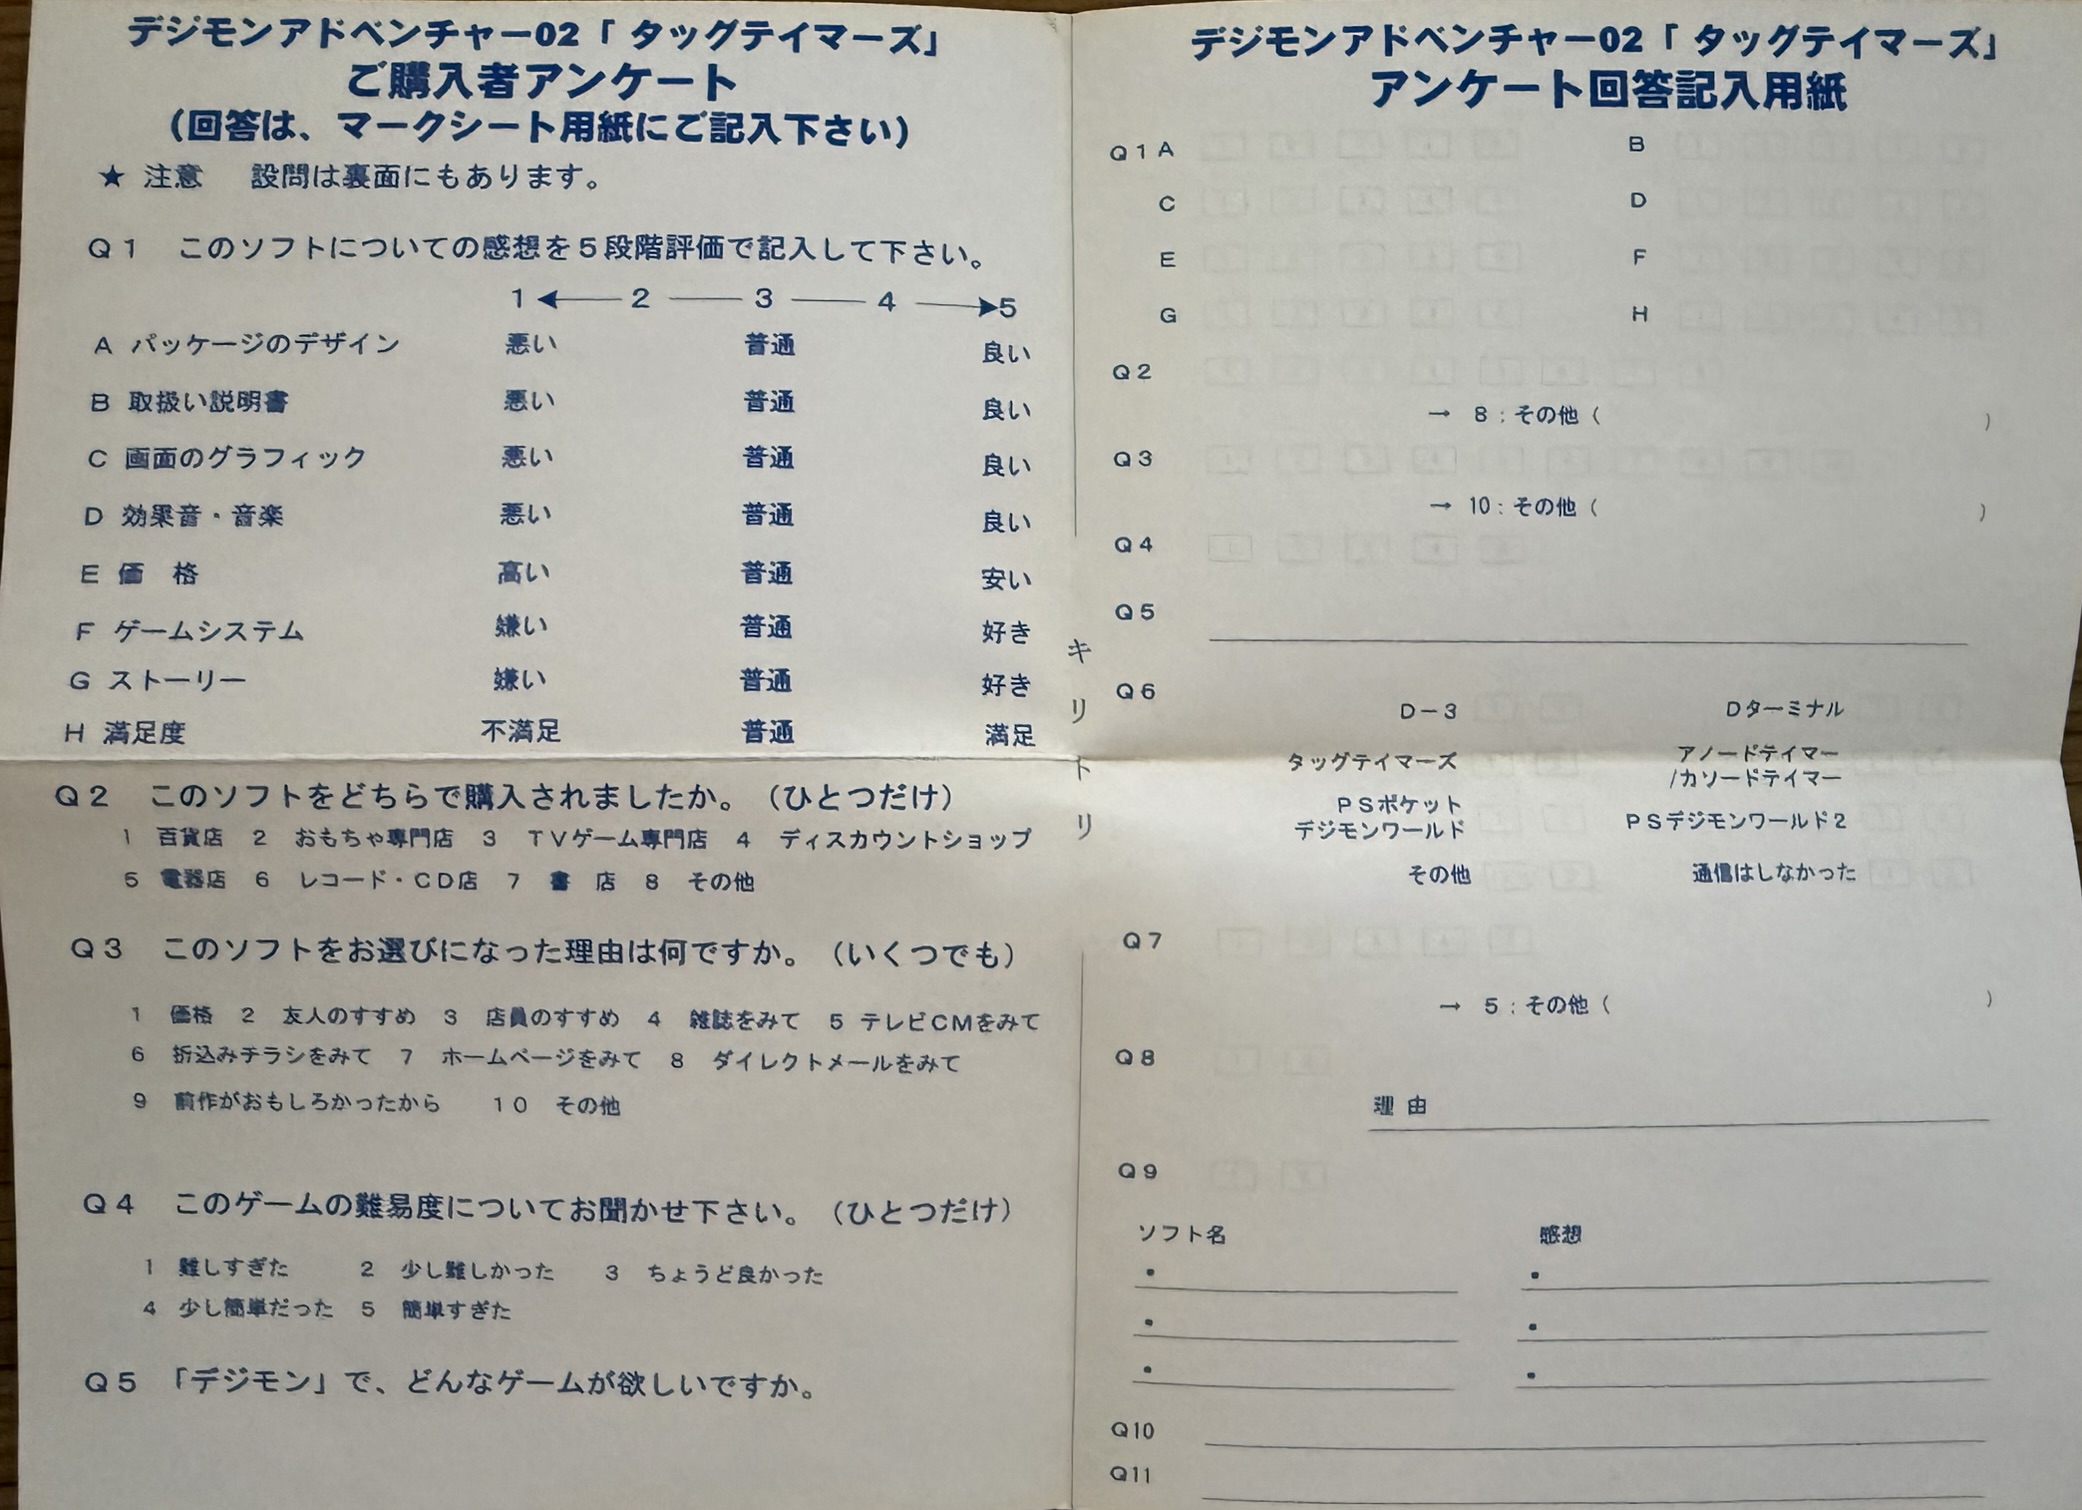 デジモンアドベンチャー02「 タッグテイマーズ」
ご購入者アンケート
(回答は、マークシート用紙にご記入下さい)
★ 注意　設問は裏面にもあります。
Q1　このソフトについての感想を5段階評価で記入して下さい。
1 ◀── 2 ── 3 ── 4 ──▶5
A パッケージのデザイン　悪い　普通　良い
B 取扱い説明書　悪い　普通　良い
C 画面のグラフィック　悪い　普通　良い
D 効果音・音楽　悪い　普通　良い
E 価　格　高い　普通　安い
F ゲームシステム　嫌い　普通　好き
G ストーリー　嫌い　普通　好き
H 満足度　不満足　普通　満足
Q2　このソフトをどちらで購入されましたか。（ひとつだけ）
1　百貨店　2　おもちゃ専門店　3　TVゲーム専門店　4　ディスカウントショップ
5　電器店　6　レコード・CD店　7　書　店　8　その他
Q3　このソフトをお選びになった理由は何ですか。（いくつでも）
1　価格　2　友人のすすめ　3　店員のすすめ　4　雑誌をみて　5　テレビCMをみて
6　折込みチラシをみて　7　ホームページをみて　8　ダイレクトメールをみて
9　前作がおもしろかったから　10　その他
Q4　このゲームの難易度についてお聞かせ下さい。（ひとつだけ）
1　難しすぎた　2　少し難しかった　3　ちょうど良かった
4　少し簡単だった　5　簡単すぎた
Q5　「デジモン」で、どんなゲームが欲しいですか。
キリトリ
デジモンアドベンチャー02「 タッグテイマーズ」
アンケート回答記入用紙
Q1 A　B
C　D
E　F
G　H
Q2
→ 8：その他（　）
Q3
→ 10：その他（　）
Q4
Q5
Q6
D－3　Dターミナル
タッグテイマーズ　アノードテイマー
/カソードテイマー
PSポケット
デジモンワールド　PSデジモンワールド2
その他　通信はしなかった
Q7
→ 5：その他（　）
Q8
理 由
Q9
ソフト名　感想
・　・
・　・
・　・
Q10
Q11